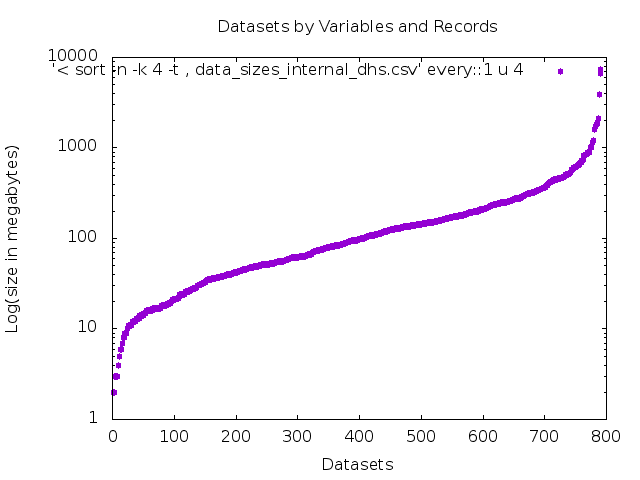 Datasets by Variables and Records
'< sort -n -k 4 -t , data_sizes_internal_dhs.csv' every::1 u 4
10000
1000
100
10
1
0 100 200 300 400 500 600 700 800
Log(size in megabytes)
Datasets